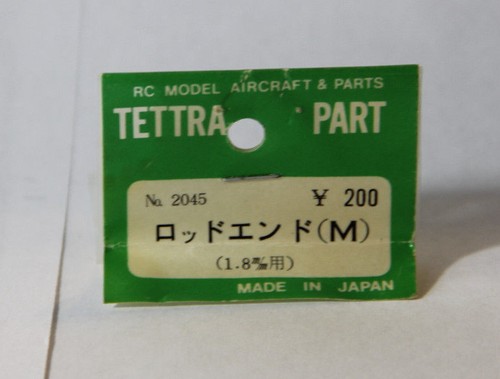 RC MODEL AIRCRAFT & PARTS
TETTRA PART
No. 2045 ¥ 200
ロッドエンド(M)
(1.8㎜用)
MADE IN JAPAN